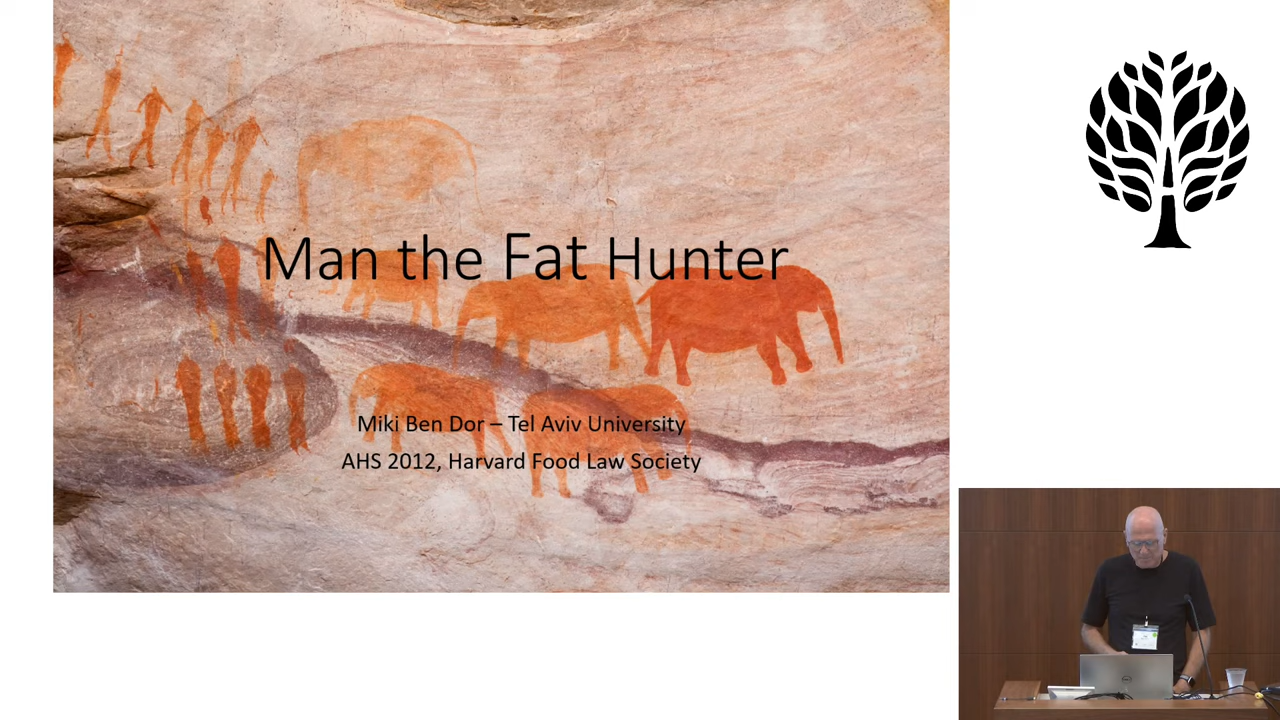 Man the Fat Hunter
Miki Ben Dor – Tel Aviv University
AHS 2012, Harvard Food Law Society